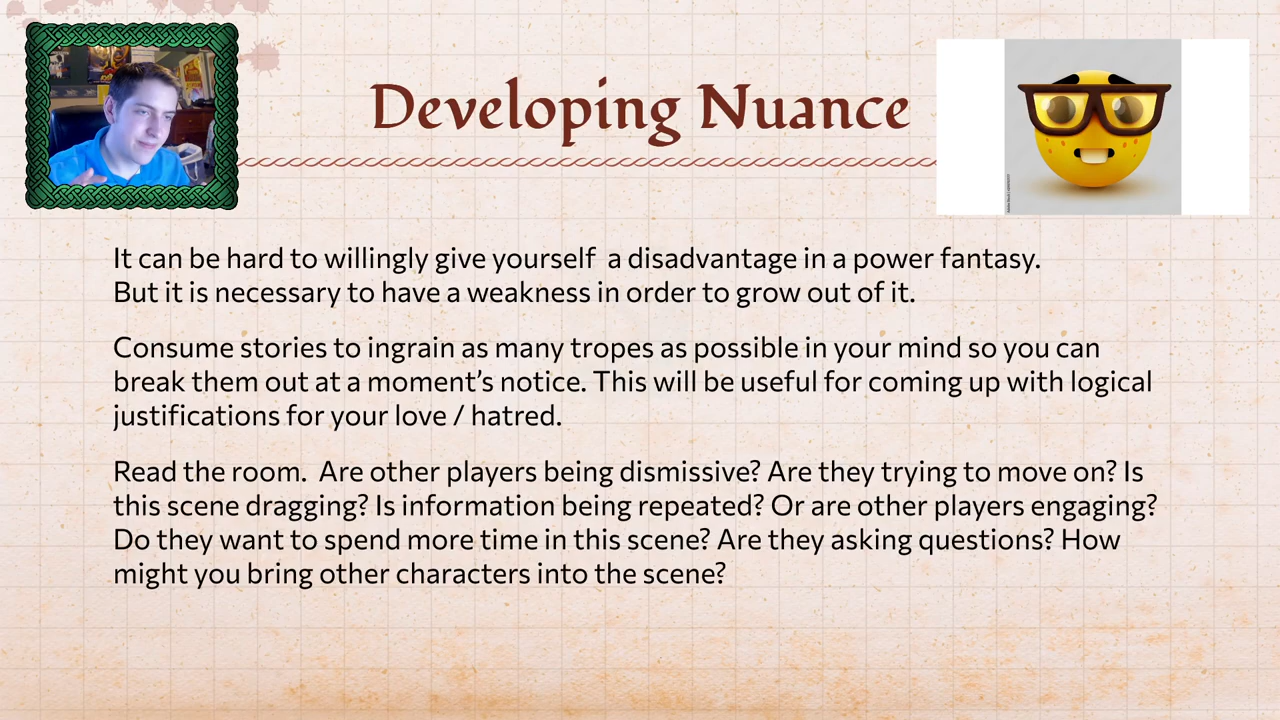 Developing Nuance
It can be hard to willingly give yourself  a disadvantage in a power fantasy.
But it is necessary to have a weakness in order to grow out of it.
Consume stories to ingrain as many tropes as possible in your mind so you can
break them out at a moment’s notice. This will be useful for coming up with logical
justifications for your love / hatred.
Read the room.  Are other players being dismissive? Are they trying to move on? Is
this scene dragging? Is information being repeated? Or are other players engaging?
Do they want to spend more time in this scene? Are they asking questions? How
might you bring other characters into the scene?